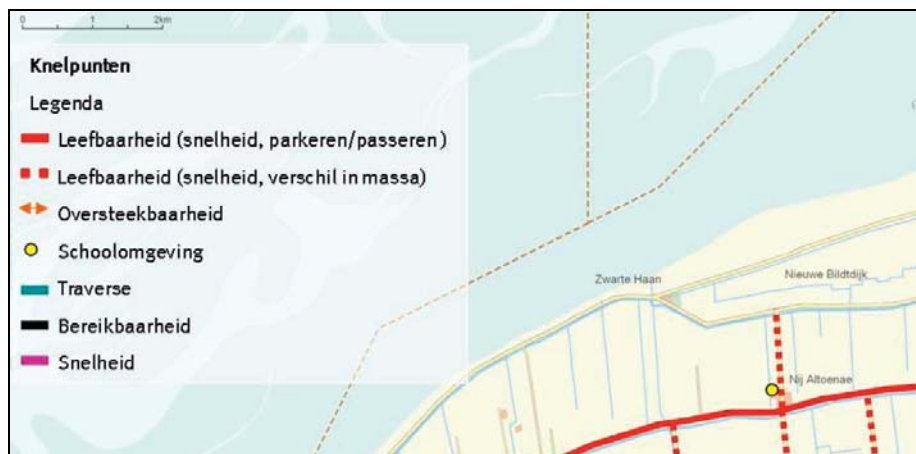 0 1 2km
Knelpunten
Legenda
Leefbaarheid (snelheid, parkeren/passeren)
Leefbaarheid (snelheid, verschil in massa)
Oversteekbaarheid
Schoolomgeving
Traverse
Bereikbaarheid
Snelheid
Zwarte Haan
Nieuwe Bildtdijk
Nij Altoenae